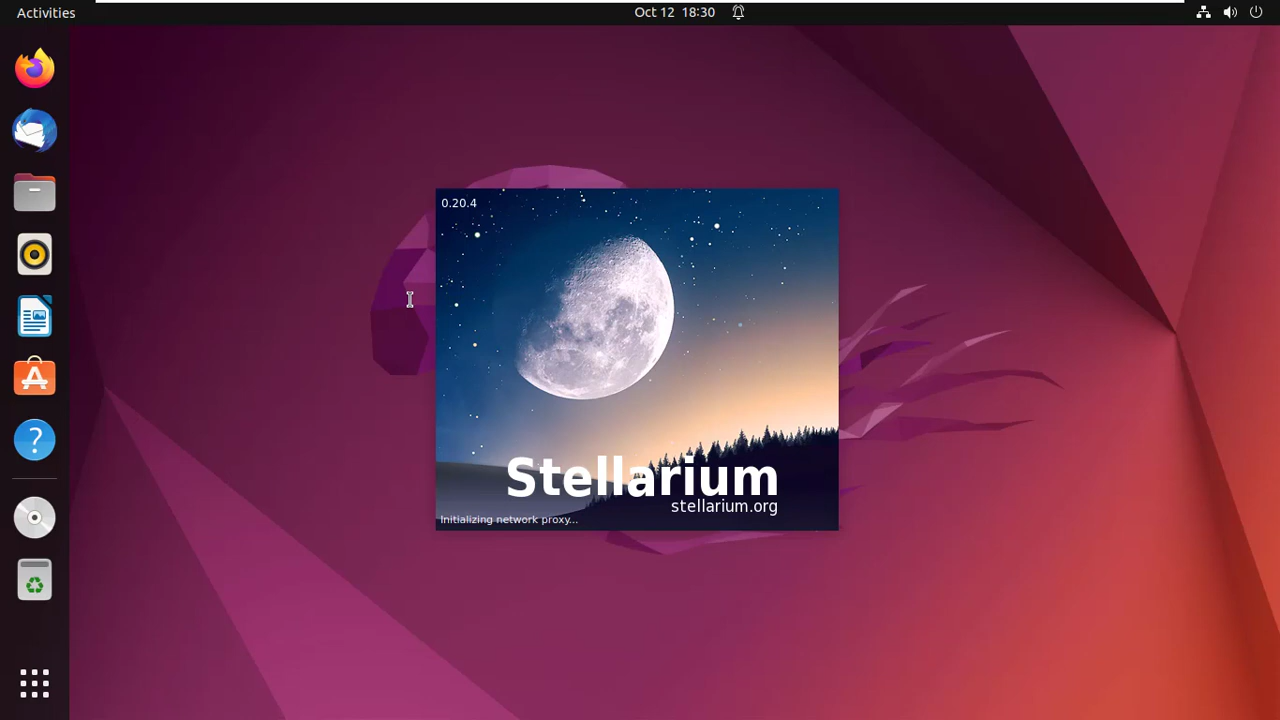 Activities
Oct 12 18:30
0.20.4
Stellarium
stellarium.org
Initializing network proxy...